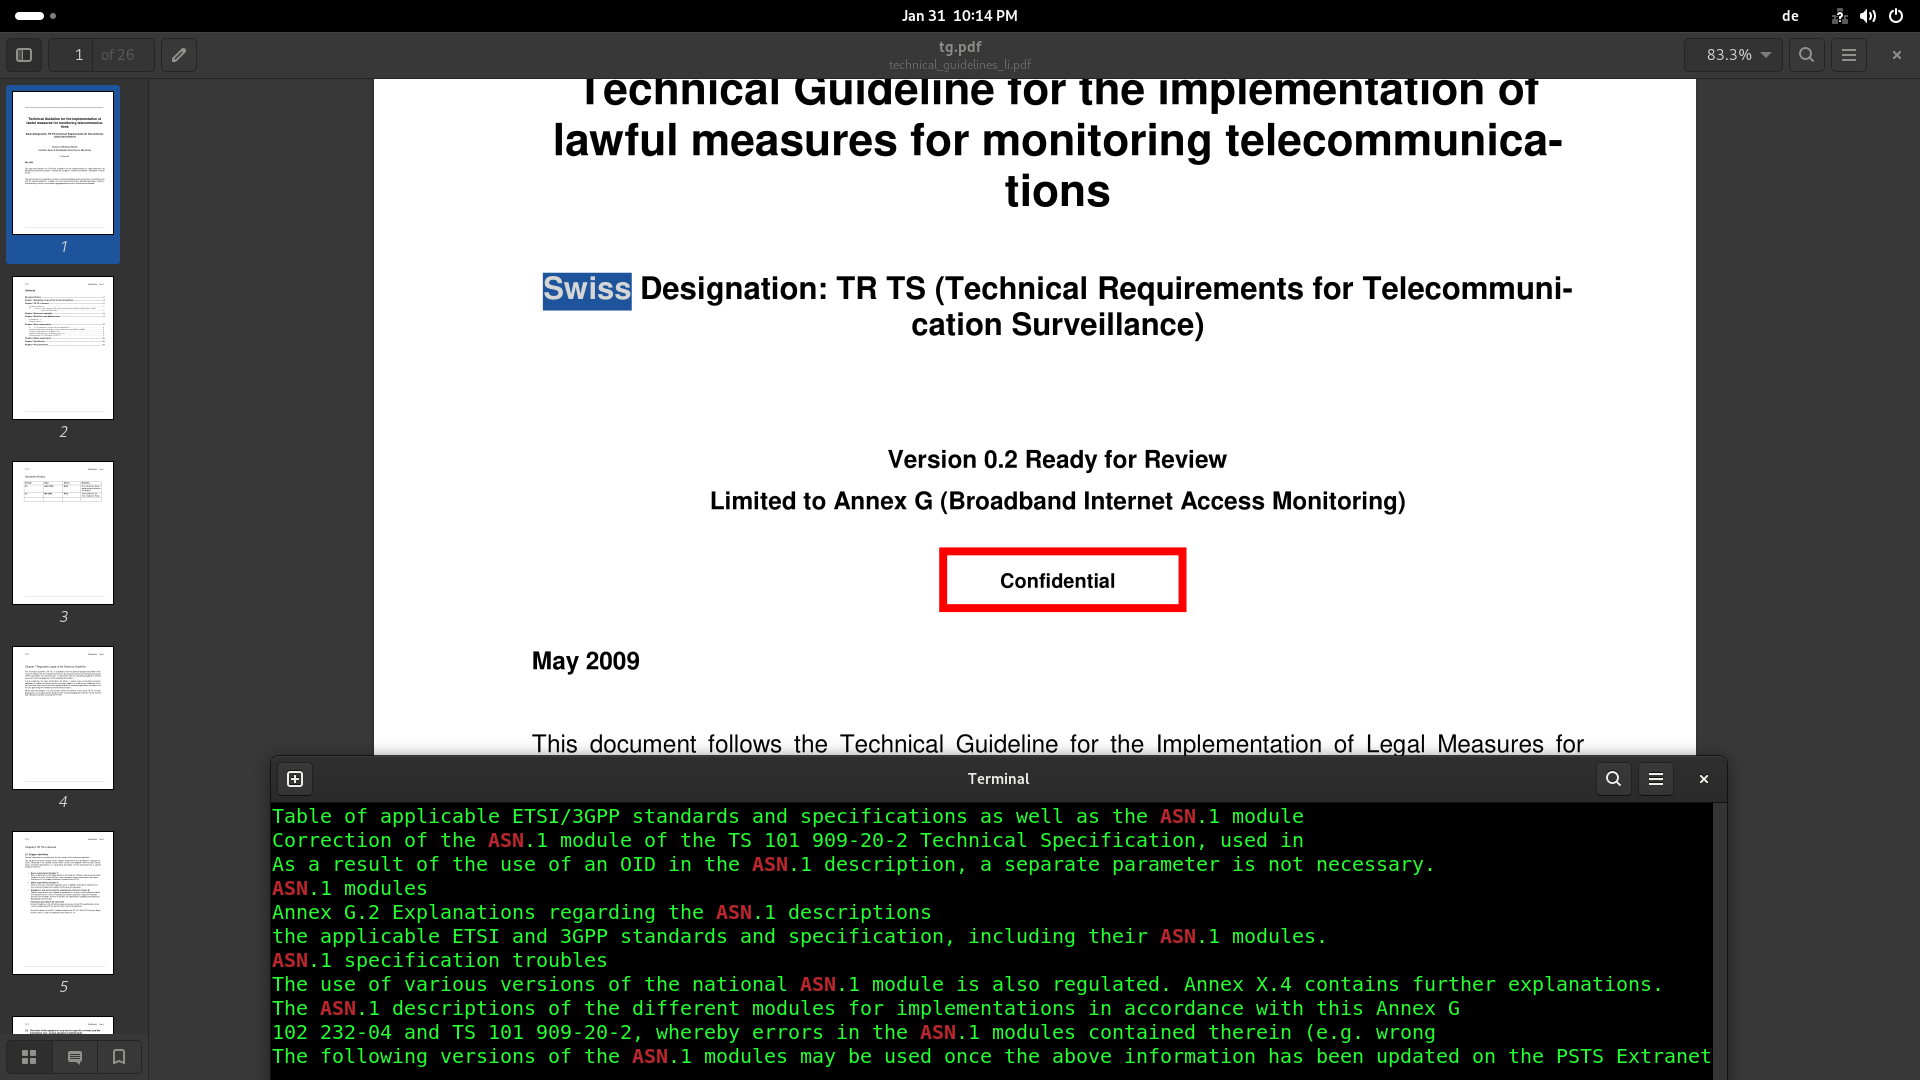 Jan 31  10:14 PM
de
1 of 26
tg.pdf
technical_guidelines_li.pdf
83.3%
1
2
3
4
5
Technical Guideline for the implementation of
lawful measures for monitoring telecommunica-
tions
Swiss Designation: TR TS (Technical Requirements for Telecommuni-
cation Surveillance)
Version 0.2 Ready for Review
Limited to Annex G (Broadband Internet Access Monitoring)
Confidential
May 2009
This document follows the Technical Guideline for the Implementation of Legal Measures for
Terminal
Table of applicable ETSI/3GPP standards and specifications as well as the ASN.1 module
Correction of the ASN.1 module of the TS 101 909-20-2 Technical Specification, used in
As a result of the use of an OID in the ASN.1 description, a separate parameter is not necessary.
ASN.1 modules
Annex G.2 Explanations regarding the ASN.1 descriptions
the applicable ETSI and 3GPP standards and specification, including their ASN.1 modules.
ASN.1 specification troubles
The use of various versions of the national ASN.1 module is also regulated. Annex X.4 contains further explanations.
The ASN.1 descriptions of the different modules for implementations in accordance with this Annex G
102 232-04 and TS 101 909-20-2, whereby errors in the ASN.1 modules contained therein (e.g. wrong
The following versions of the ASN.1 modules may be used once the above information has been updated on the PSTS Extranet